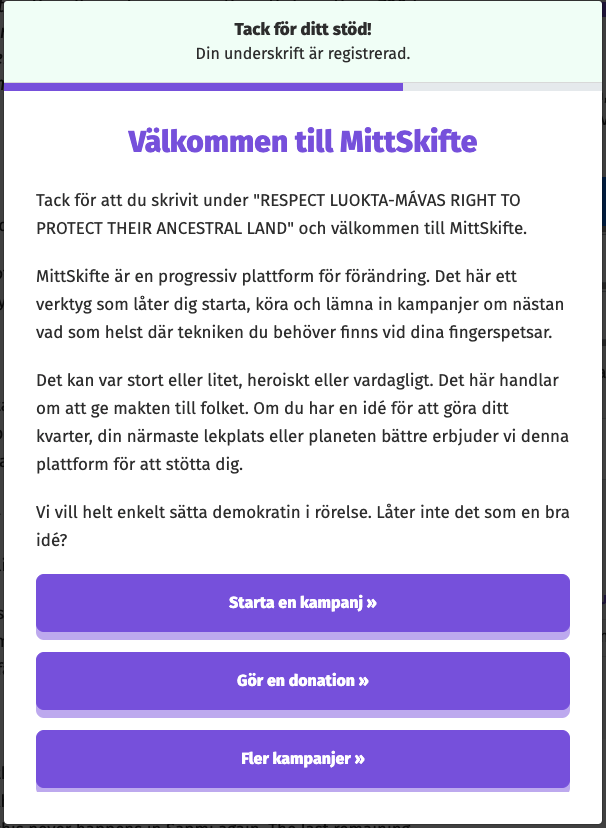 Tack för ditt stöd!
Din underskrift är registrerad.
Välkommen till MittSkifte
Tack för att du skrivit under "RESPECT LUOKTA-MÁVAS RIGHT TO
PROTECT THEIR ANCESTRAL LAND" och välkommen till MittSkifte.
MittSkifte är en progressiv plattform för förändring. Det här ett
verktyg som låter dig starta, köra och lämna in kampanjer om nästan
vad som helst där tekniken du behöver finns vid dina fingerspetsar.
Det kan var stort eller litet, heroiskt eller vardagligt. Det här handlar
om att ge makten till folket. Om du har en idé för att göra ditt
kvarter, din närmaste lekplats eller planeten bättre erbjuder vi denna
plattform för att stötta dig.
Vi vill helt enkelt sätta demokratin i rörelse. Låter inte det som en bra
idé?
Starta en kampanj »
Gör en donation »
Fler kampanjer »